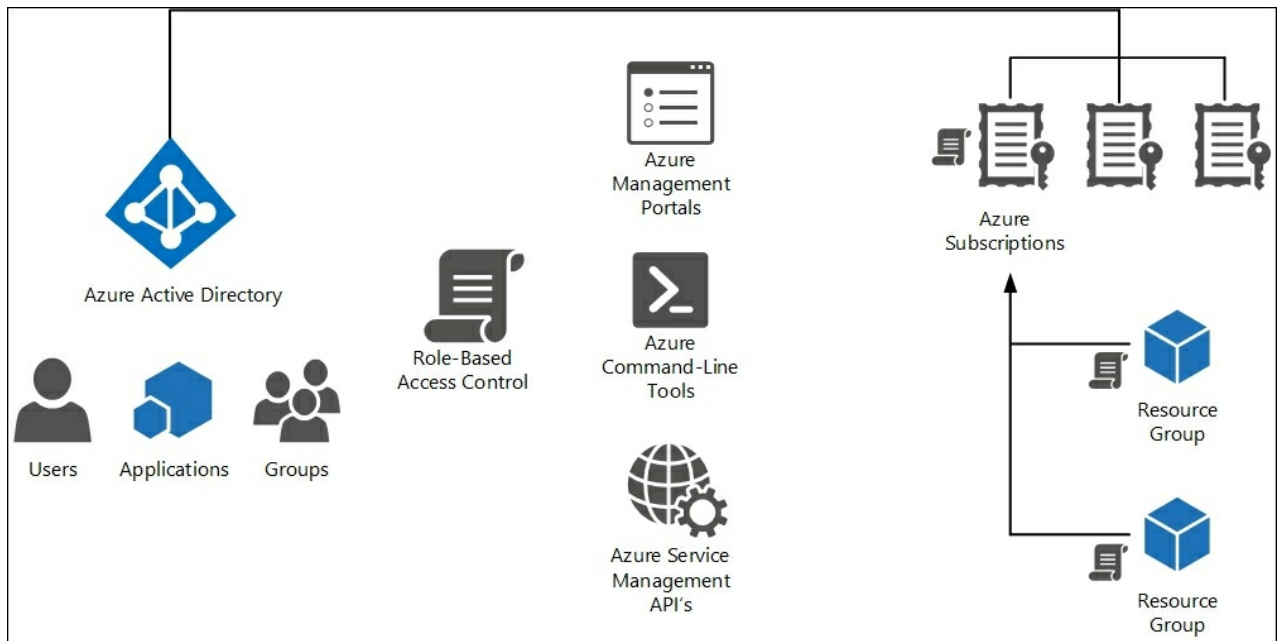 Azure Active Directory
Users
Applications
Groups
Role-Based
Access Control
Azure
Management
Portals
Azure
Command-Line
Tools
Azure Service
Management
API's
Azure
Subscriptions
Resource
Group
Resource
Group